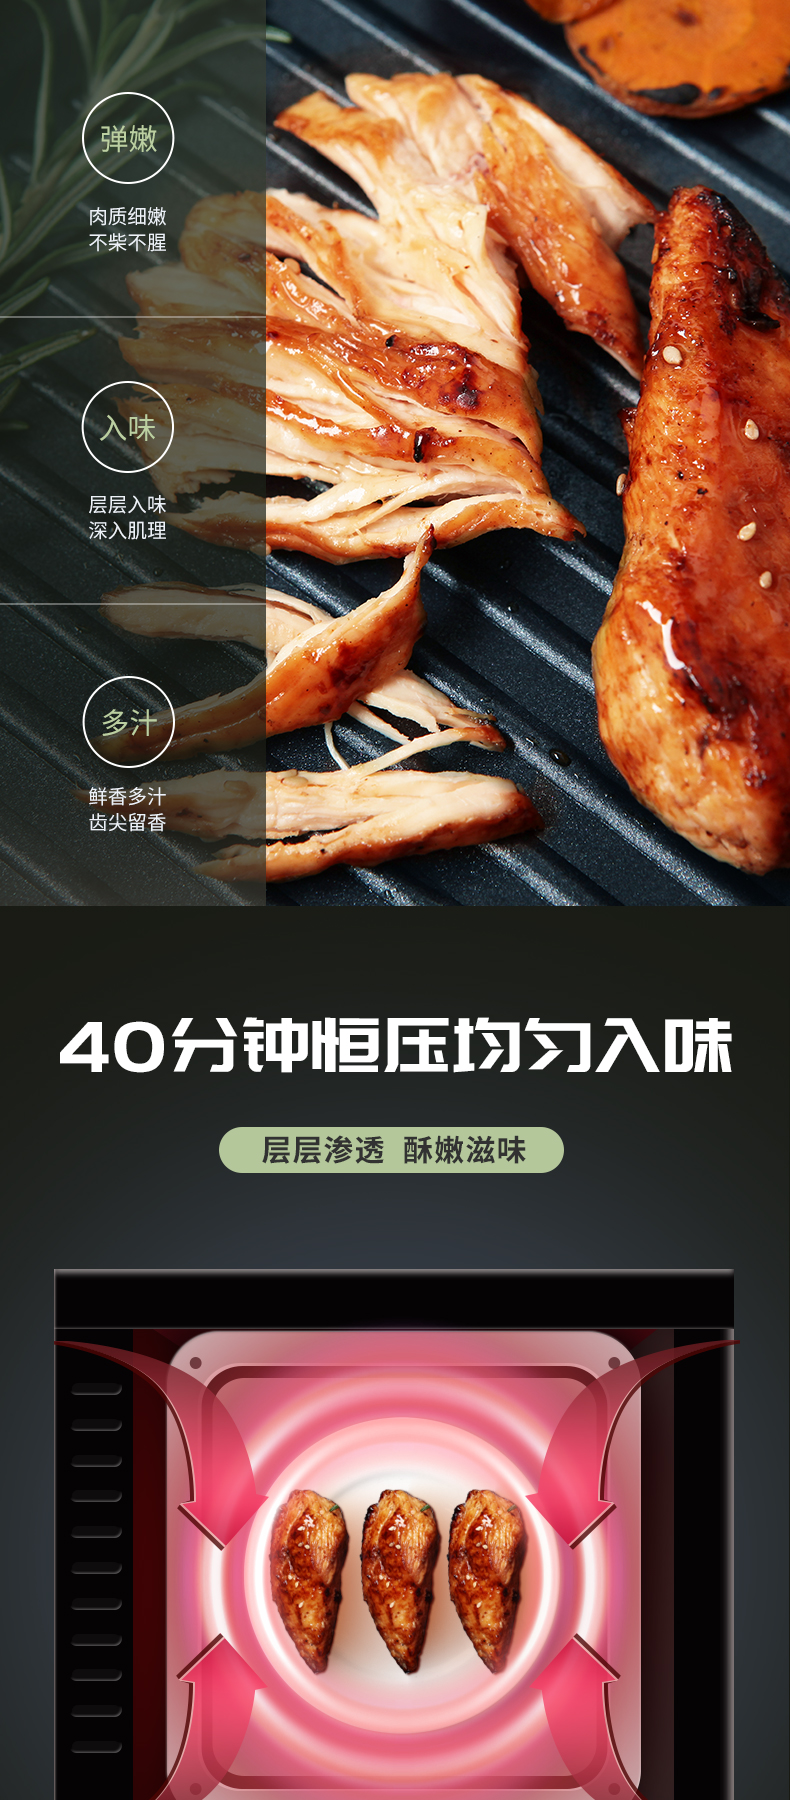 弹嫩
肉质细嫩
不柴不腥
入味
层层入味
深入肌理
多汁
鲜香多汁
齿尖留香
40分钟恒压均匀入味
层层渗透 酥嫩滋味